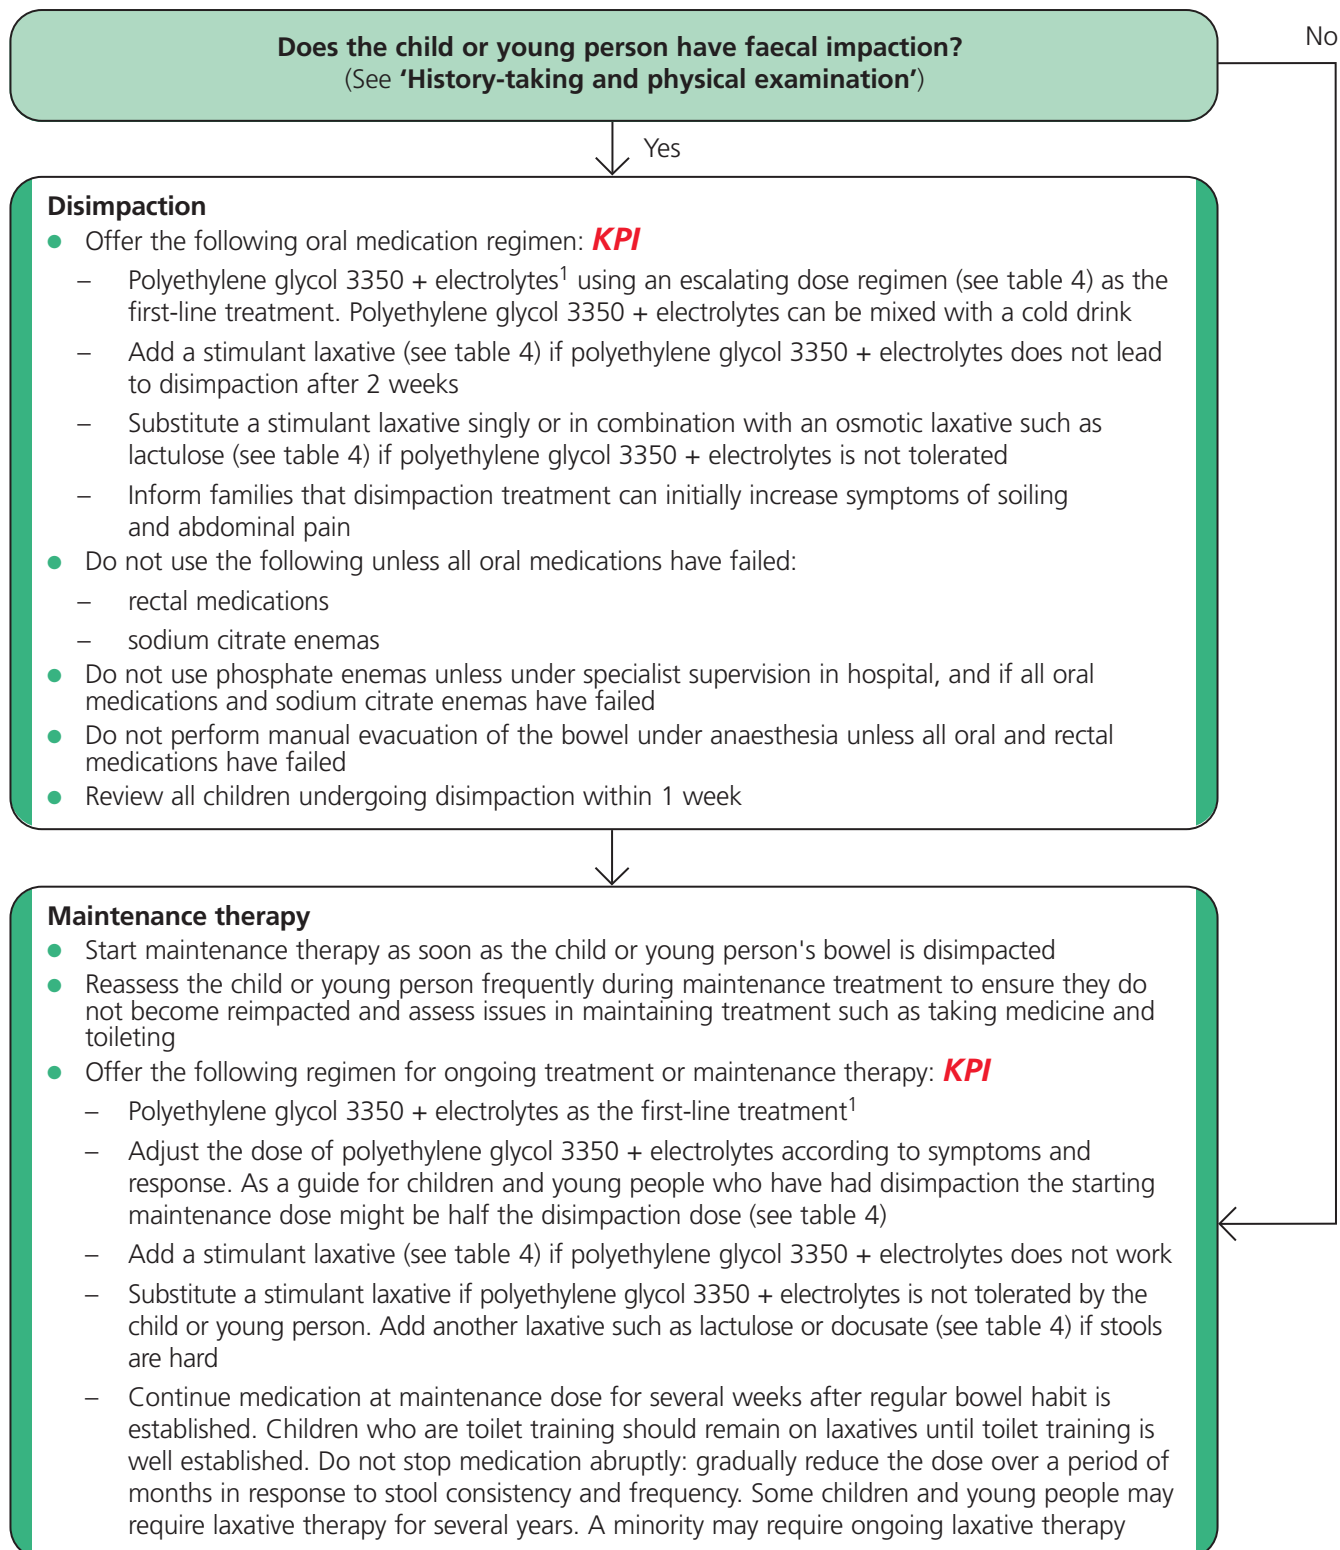 Does the child or young person have faecal impaction?
(See 'History-taking and physical examination')
No
Yes
Disimpaction
● Offer the following oral medication regimen: KPI
– Polyethylene glycol 3350 + electrolytes¹ using an escalating dose regimen (see table 4) as the
first-line treatment. Polyethylene glycol 3350 + electrolytes can be mixed with a cold drink
– Add a stimulant laxative (see table 4) if polyethylene glycol 3350 + electrolytes does not lead
to disimpaction after 2 weeks
– Substitute a stimulant laxative singly or in combination with an osmotic laxative such as
lactulose (see table 4) if polyethylene glycol 3350 + electrolytes is not tolerated
– Inform families that disimpaction treatment can initially increase symptoms of soiling
and abdominal pain
● Do not use the following unless all oral medications have failed:
– rectal medications
– sodium citrate enemas
● Do not use phosphate enemas unless under specialist supervision in hospital, and if all oral
medications and sodium citrate enemas have failed
● Do not perform manual evacuation of the bowel under anaesthesia unless all oral and rectal
medications have failed
● Review all children undergoing disimpaction within 1 week
Maintenance therapy
● Start maintenance therapy as soon as the child or young person's bowel is disimpacted
● Reassess the child or young person frequently during maintenance treatment to ensure they do
not become reimpacted and assess issues in maintaining treatment such as taking medicine and
toileting
● Offer the following regimen for ongoing treatment or maintenance therapy: KPI
– Polyethylene glycol 3350 + electrolytes as the first-line treatment¹
– Adjust the dose of polyethylene glycol 3350 + electrolytes according to symptoms and
response. As a guide for children and young people who have had disimpaction the starting
maintenance dose might be half the disimpaction dose (see table 4)
– Add a stimulant laxative (see table 4) if polyethylene glycol 3350 + electrolytes does not work
– Substitute a stimulant laxative if polyethylene glycol 3350 + electrolytes is not tolerated by the
child or young person. Add another laxative such as lactulose or docusate (see table 4) if stools
are hard
– Continue medication at maintenance dose for several weeks after regular bowel habit is
established. Children who are toilet training should remain on laxatives until toilet training is
well established. Do not stop medication abruptly: gradually reduce the dose over a period of
months in response to stool consistency and frequency. Some children and young people may
require laxative therapy for several years. A minority may require ongoing laxative therapy